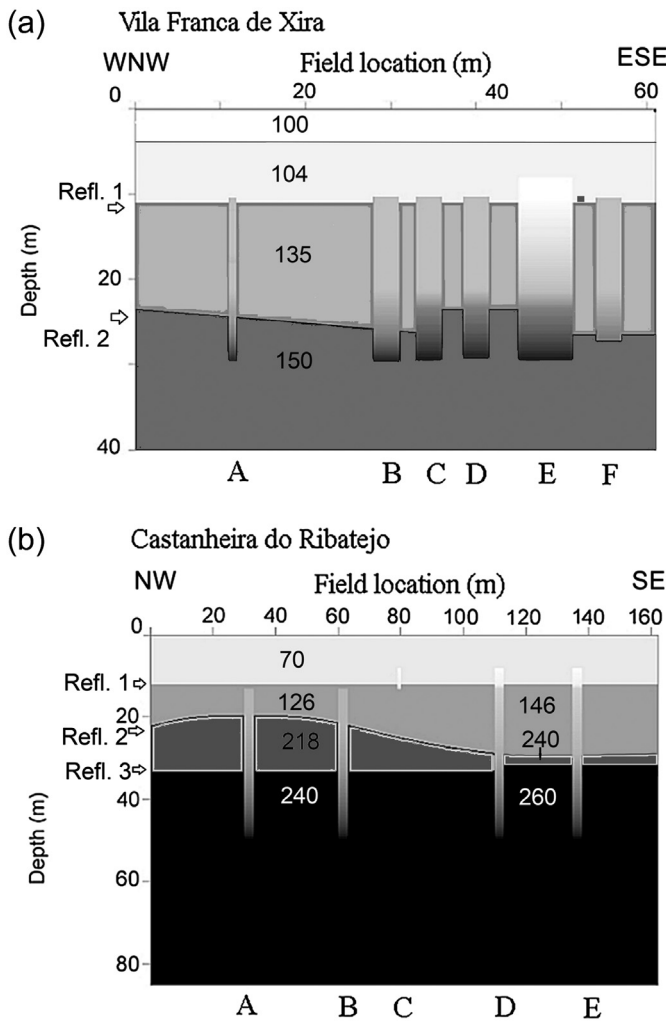 (a) Vila Franca de Xira
WNW Field location (m) ESE
0 20 40 60
100
104
Refl. 1
135
Depth (m)
20
Refl. 2
150
40
A B C D E F
(b) Castanheira do Ribatejo
NW Field location (m) SE
0 20 40 60 80 100 120 140 160
70
Refl. 1
126 146
20
Refl. 2
218 240
Refl. 3
240 260
40
Depth (m)
60
80
A B C D E